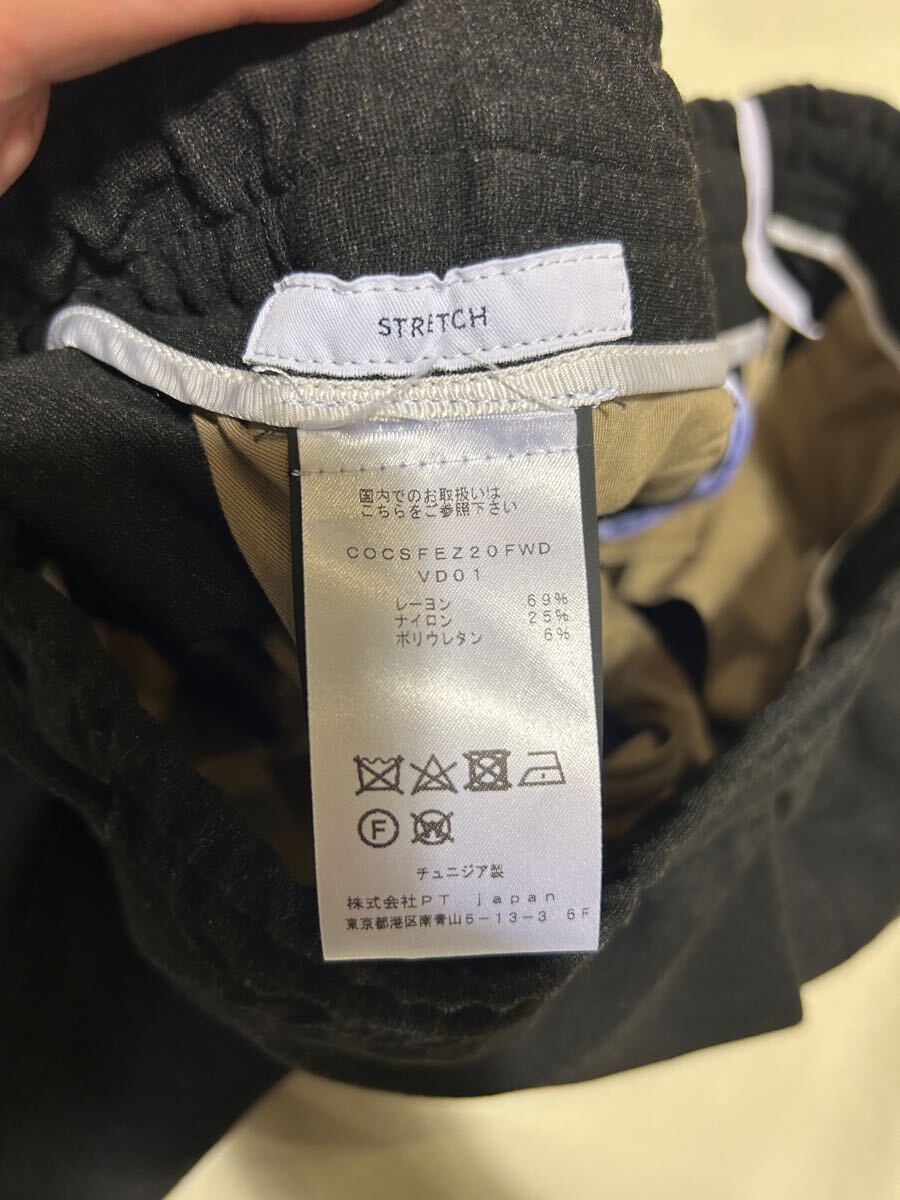 STRETCH
国内でのお取扱いは
こちらをご参照下さい
COCSFEZ20FWD
VD01
レーヨン 69%
ナイロン 25%
ポリウレタン 6%
F
W
チュニジア製
株式会社PT japan
東京都港区南青山5-13-3 6F